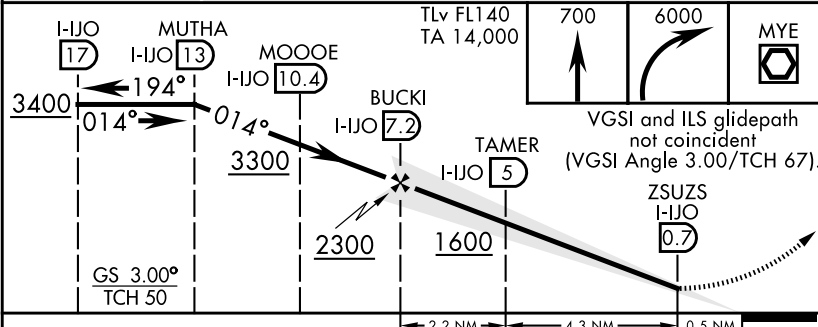 TLv FL140
TA 14,000
700
6000
MYE
I-IJO
17
MUTHA
I-IJO 13
MOOOE
I-IJO 10.4
BUCKI
I-IJO 7.2
TAMER
I-IJO 5
ZSUZS
I-IJO
0.7
VGSI and ILS glidepath
not coincident
(VGSI Angle 3.00/TCH 67).
194°
3400
014°
014°
3300
2300
1600
GS 3.00°
TCH 50
2.2 NM
4.3 NM
0.5 NM